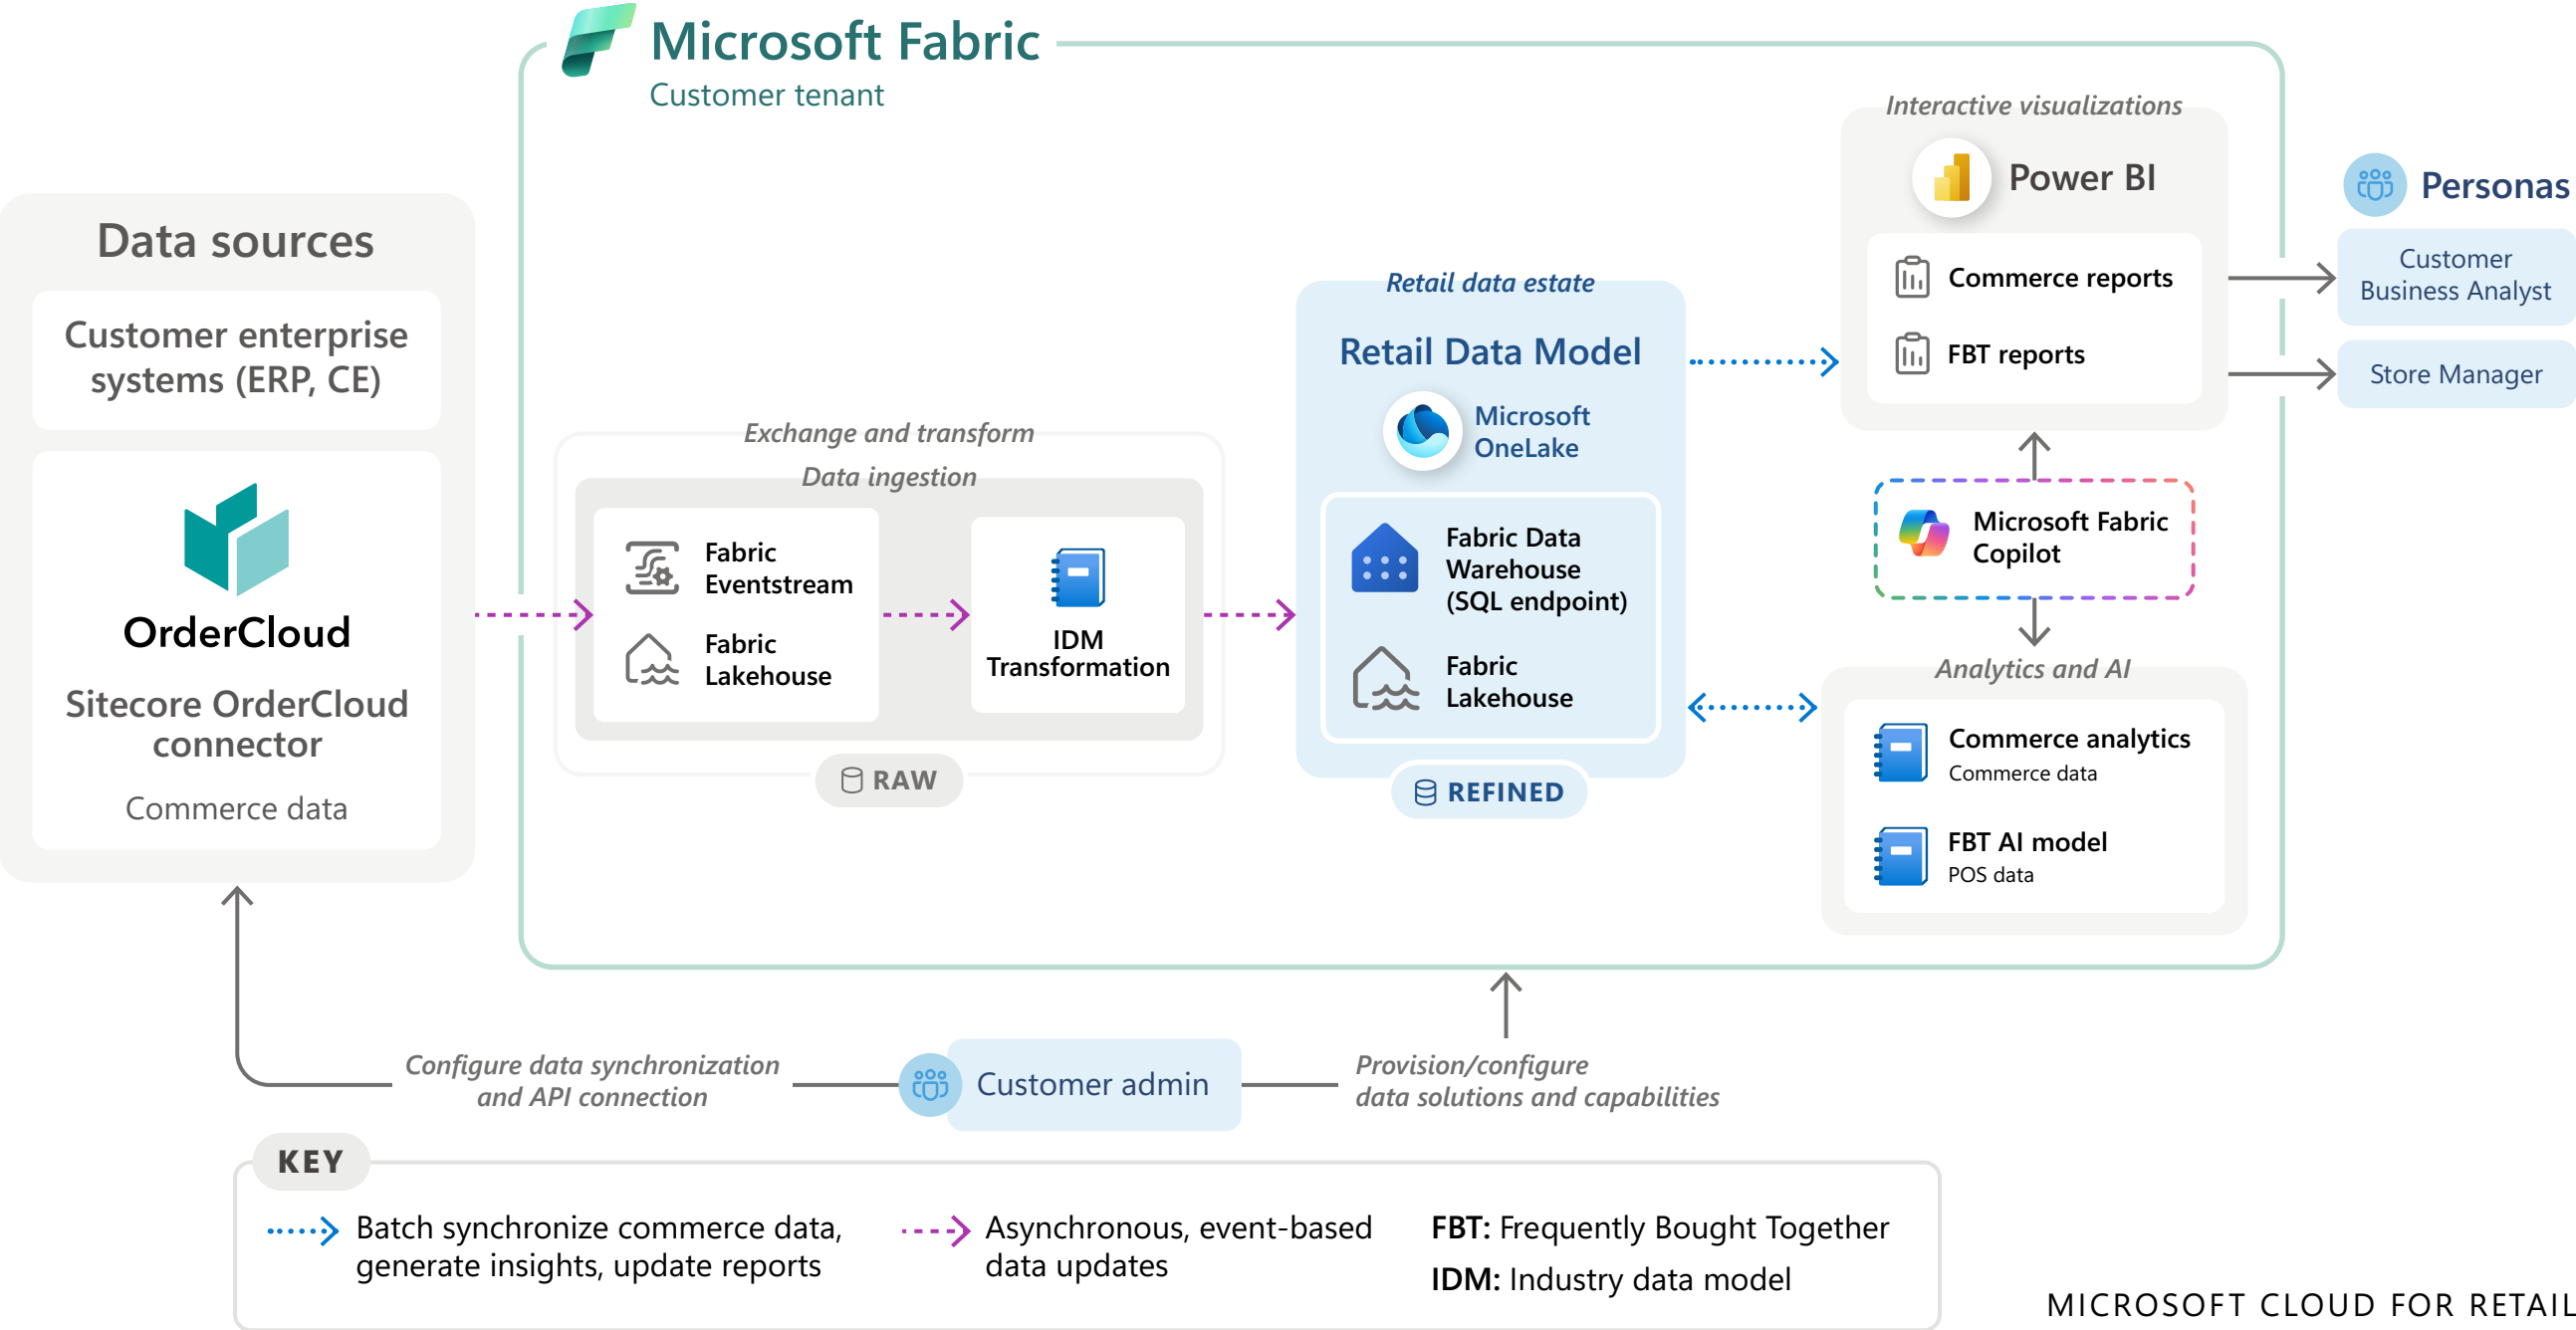 Microsoft Fabric
Customer tenant
Data sources
Customer enterprise
systems (ERP, CE)
OrderCloud
Sitecore OrderCloud
connector
Commerce data
Exchange and transform
Data ingestion
Fabric
Eventstream
Fabric
Lakehouse
IDM
Transformation
RAW
Retail data estate
Retail Data Model
Microsoft
OneLake
Fabric Data
Warehouse
(SQL endpoint)
Fabric
Lakehouse
REFINED
Interactive visualizations
Power BI
Commerce reports
FBT reports
Microsoft Fabric
Copilot
Analytics and AI
Commerce analytics
Commerce data
FBT AI model
POS data
Personas
Customer
Business Analyst
Store Manager
Configure data synchronization
and API connection
Customer admin
Provision/configure
data solutions and capabilities
KEY
Batch synchronize commerce data,
generate insights, update reports
Asynchronous, event-based
data updates
FBT: Frequently Bought Together
IDM: Industry data model
MICROSOFT CLOUD FOR RETAIL